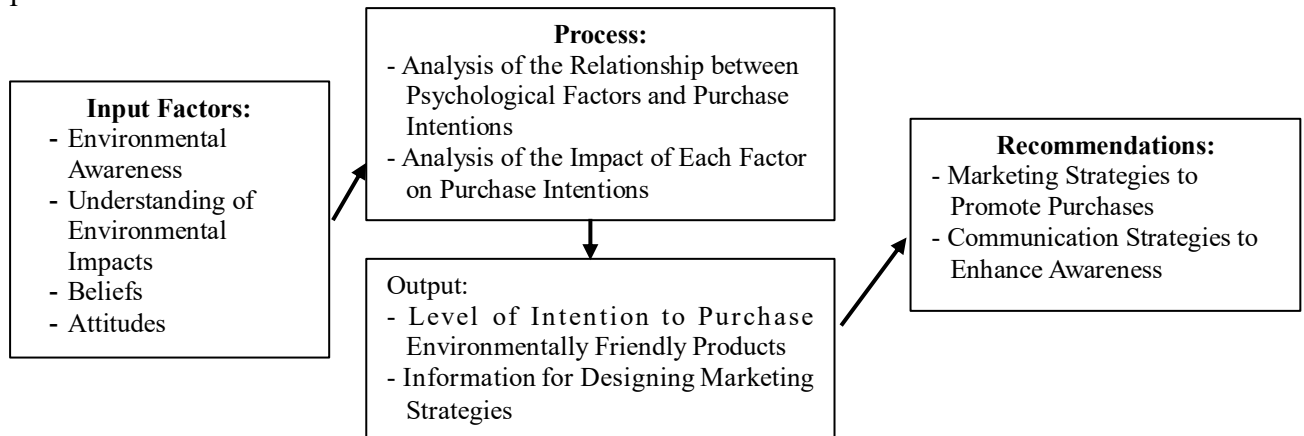 Input Factors:
- Environmental
Awareness
- Understanding of
Environmental
Impacts
- Beliefs
- Attitudes
Process:
- Analysis of the Relationship between
Psychological Factors and Purchase
Intentions
- Analysis of the Impact of Each Factor
on Purchase Intentions
Output:
- Level of Intention to Purchase
Environmentally Friendly Products
- Information for Designing Marketing
Strategies
Recommendations:
- Marketing Strategies to
Promote Purchases
- Communication Strategies to
Enhance Awareness